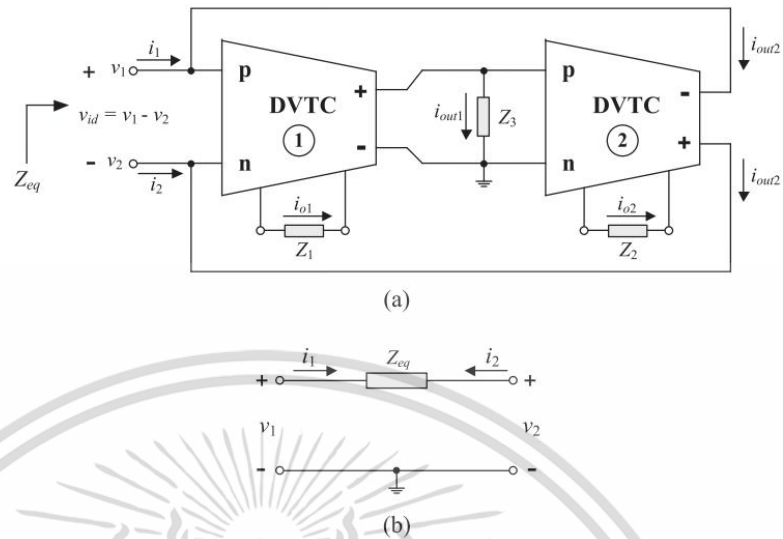 i1
iout2
+ v1
p
+
p
-
DVTC
iout1
Z3
DVTC
vid = v1 - v2
1
2
-
+
- v2
n
n
Zeq
i2
iout2
io1
io2
Z1
Z2
(a)
i1
Zeq
i2
+
+
v1
v2
-
-
(b)